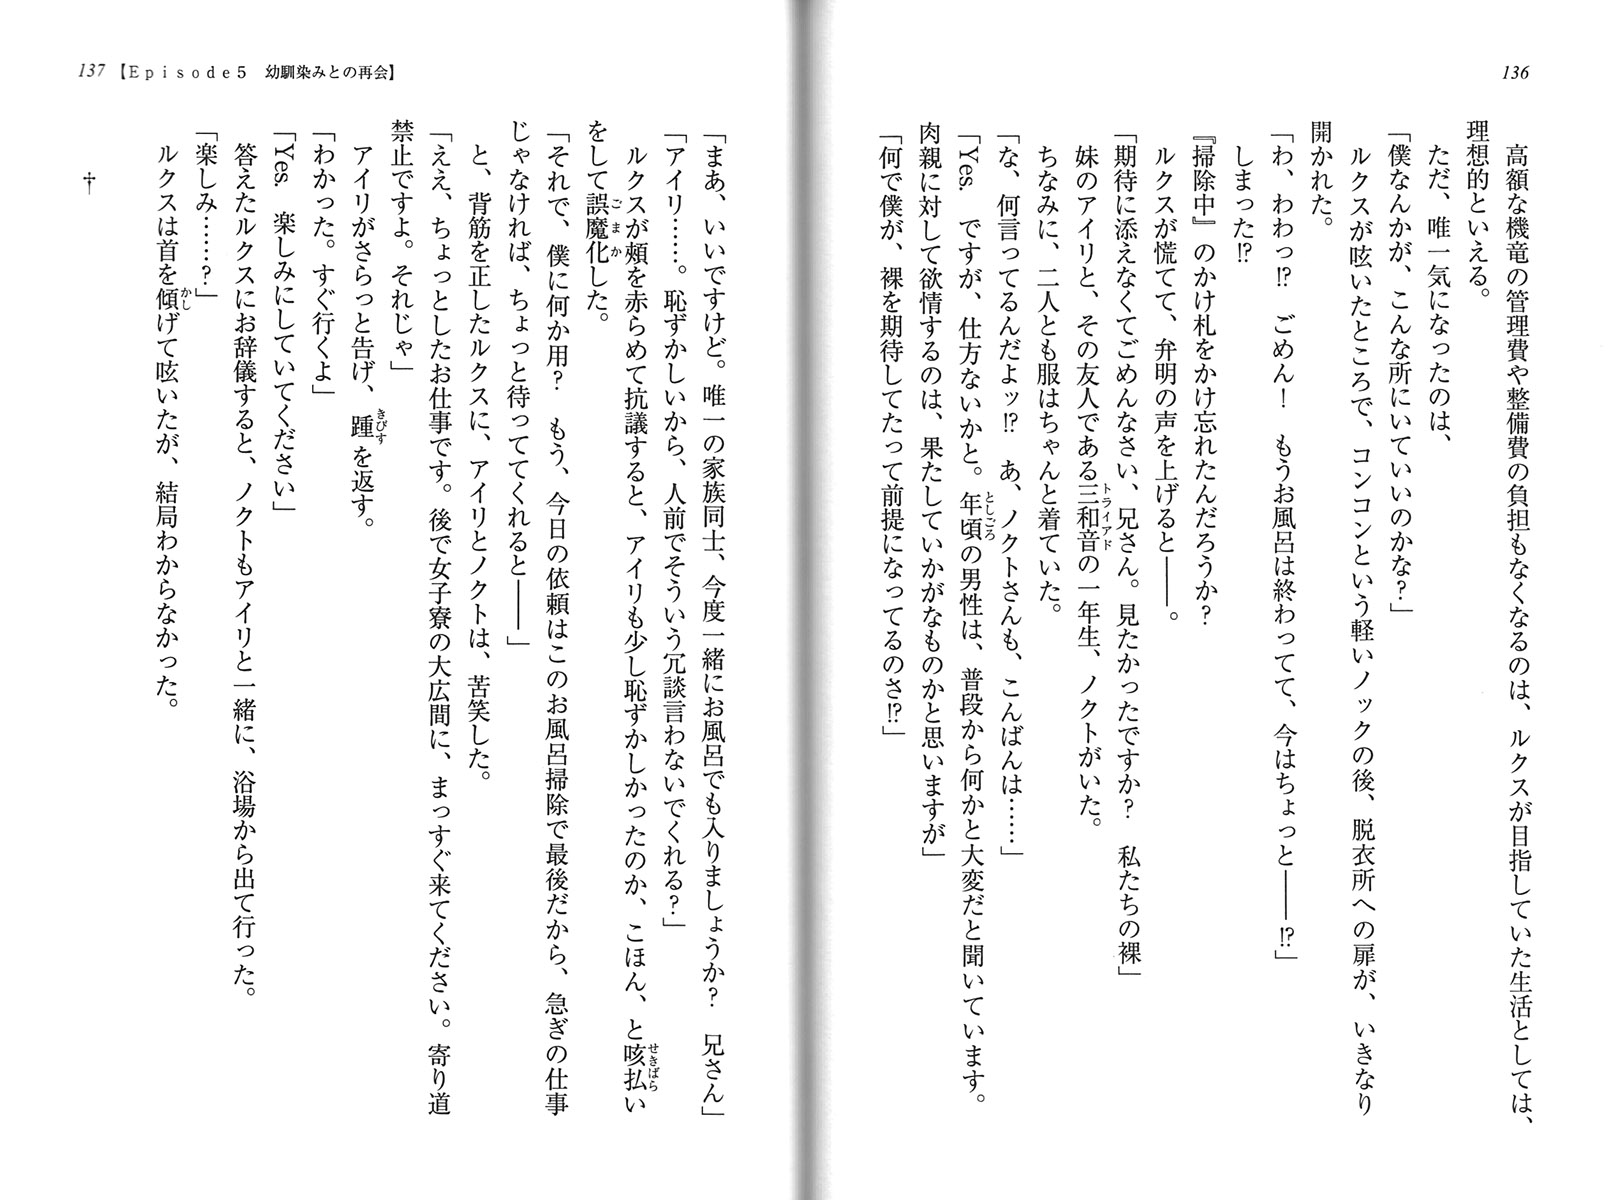 136
高額な機竜の管理費や整備費の負担もなくなるのは、ルクスが目指していた生活としては、
理想的といえる。
ただ、唯一気になったのは、
「僕なんかが、こんな所にいていいのかな?」
ルクスが呟いたところで、コンコンという軽いノックの後、脱衣所への扉が、いきなり
開かれた。
「わ、わわっ!? ごめん! もうお風呂は終わってて、今はちょっと――!?」
しまった!?
『掃除中』のかけ札をかけ忘れたんだろうか?
ルクスが慌てて、弁明の声を上げると――。
「期待に添えなくてごめんなさい、兄さん。見たかったですか? 私たちの裸」
妹のアイリと、その友人である三和音の一年生、ノクトがいた。
トライアド
ちなみに、二人とも服はちゃんと着ていた。
「な、何言ってるんだよッ!? あ、ノクトさんも、こんばんは……」
「Yes. ですが、仕方ないかと。年頃の男性は、普段から何かと大変だと聞いています。
としごろ
肉親に対して欲情するのは、果たしていかがなものかと思いますが」
「何で僕が、裸を期待してたって前提になってるのさ!?」
137【Episode5 幼馴染みとの再会】
「まあ、いいですけど。唯一の家族同士、今度一緒にお風呂でも入りましょうか? 兄さん」
「アイリ……。恥ずかしいから、人前でそういう冗談言わないでくれる?」
ルクスが頬を赤らめて抗議すると、アイリも少し恥ずかしかったのか、こほん、と咳払い
せきばら
をして誤魔化した。
ごまか
「それで、僕に何か用? もう、今日の依頼はこのお風呂掃除で最後だから、急ぎの仕事
じゃなければ、ちょっと待っててくれると――」
と、背筋を正したルクスに、アイリとノクトは、苦笑した。
「ええ、ちょっとしたお仕事です。後で女子寮の大広間に、まっすぐ来てください。寄り道
禁止ですよ。それじゃ」
アイリがさらっと告げ、踵を返す。
きびす
「わかった。すぐ行くよ」
「Yes. 楽しみにしていてください」
答えたルクスにお辞儀すると、ノクトもアイリと一緒に、浴場から出て行った。
「楽しみ……?」
ルクスは首を傾げて呟いたが、結局わからなかった。
かし
†